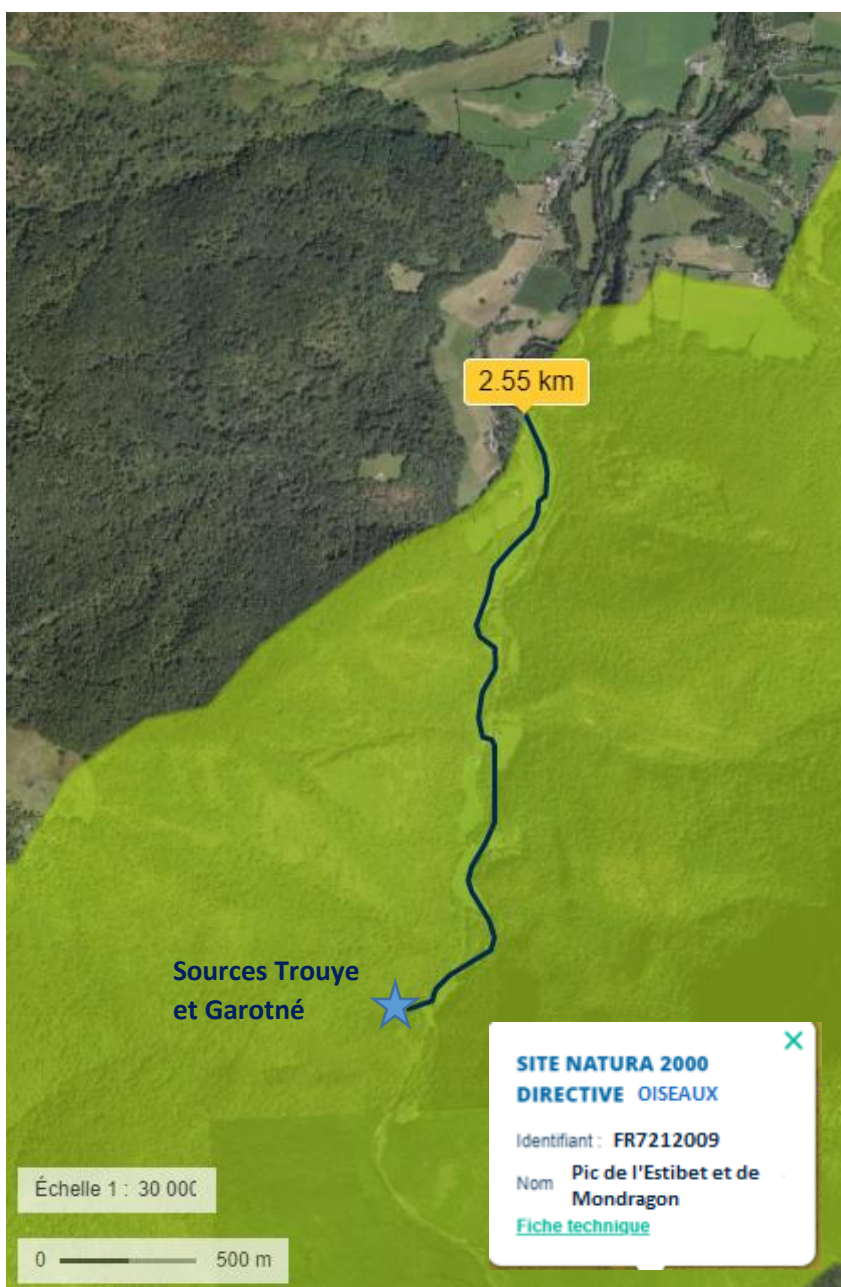 2.55 km
Sources Trouye
et Garotné
SITE NATURA 2000
DIRECTIVE OISEAUX
Identifiant : FR7212009
Nom Pic de l'Estibet et de
Mondragon
Fiche technique
Échelle 1 : 30 000
0 500 m